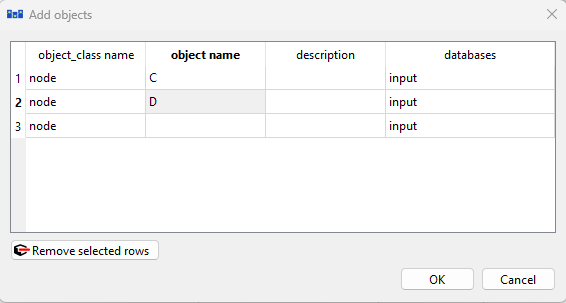 Add objects
object_class name object name description databases
1 node C input
2 node D input
3 node input
Remove selected rows
OK Cancel